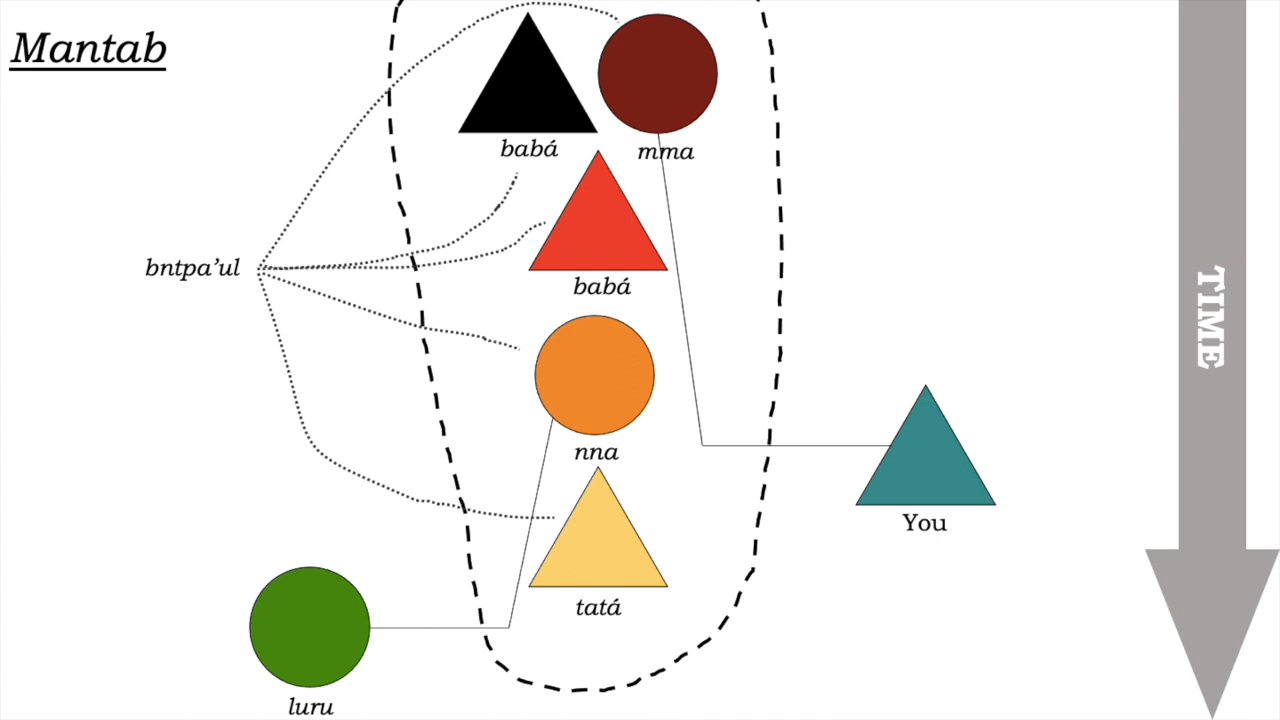 Mantab
babá
mma
bntpa’ul
babá
TIME
nna
You
tatá
luru